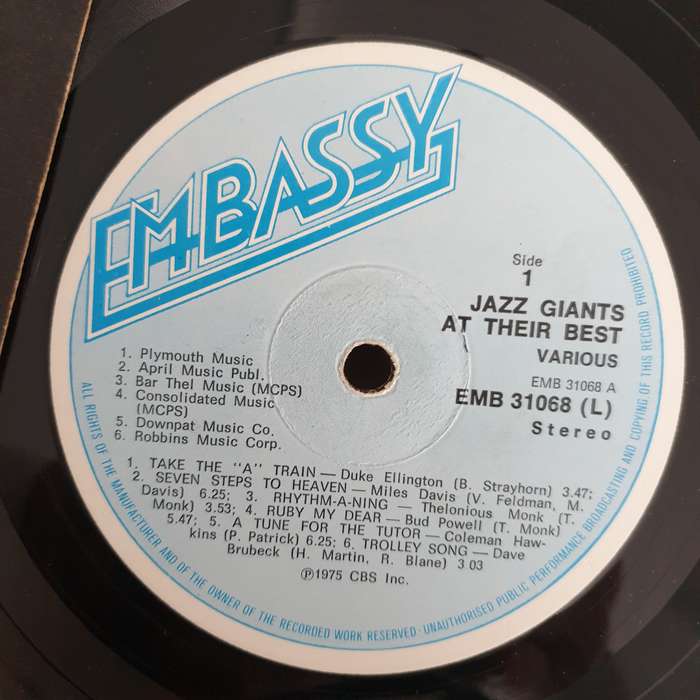 EMBASSY
Side
1
JAZZ GIANTS
AT THEIR BEST
VARIOUS
EMB 31068 A
EMB 31068 (L)
Stereo
1. Plymouth Music
2. April Music Publ.
3. Bar Thel Music (MCPS)
4. Consolidated Music
(MCPS)
5. Downpat Music Co.
6. Robbins Music Corp.
1. TAKE THE "A" TRAIN — Duke Ellington (B. Strayhorn) 3.47;
2. SEVEN STEPS TO HEAVEN — Miles Davis (V. Feldman, M.
Davis) 6.25; 3. RHYTHM-A-NING — Thelonious Monk (T.
Monk) 3.53; 4. RUBY MY DEAR — Bud Powell (T. Monk)
5.47; 5. A TUNE FOR THE TUTOR — Coleman Haw-
kins (P. Patrick) 6.25; 6. TROLLEY SONG — Dave
Brubeck (H. Martin, R. Blane) 3 03
℗1975 CBS Inc.
ALL RIGHTS OF THE MANUFACTURER AND OF THE OWNER OF THE RECORDED WORK RESERVED · UNAUTHORISED PUBLIC PERFORMANCE BROADCASTING AND COPYING OF THIS RECORD PROHIBITED